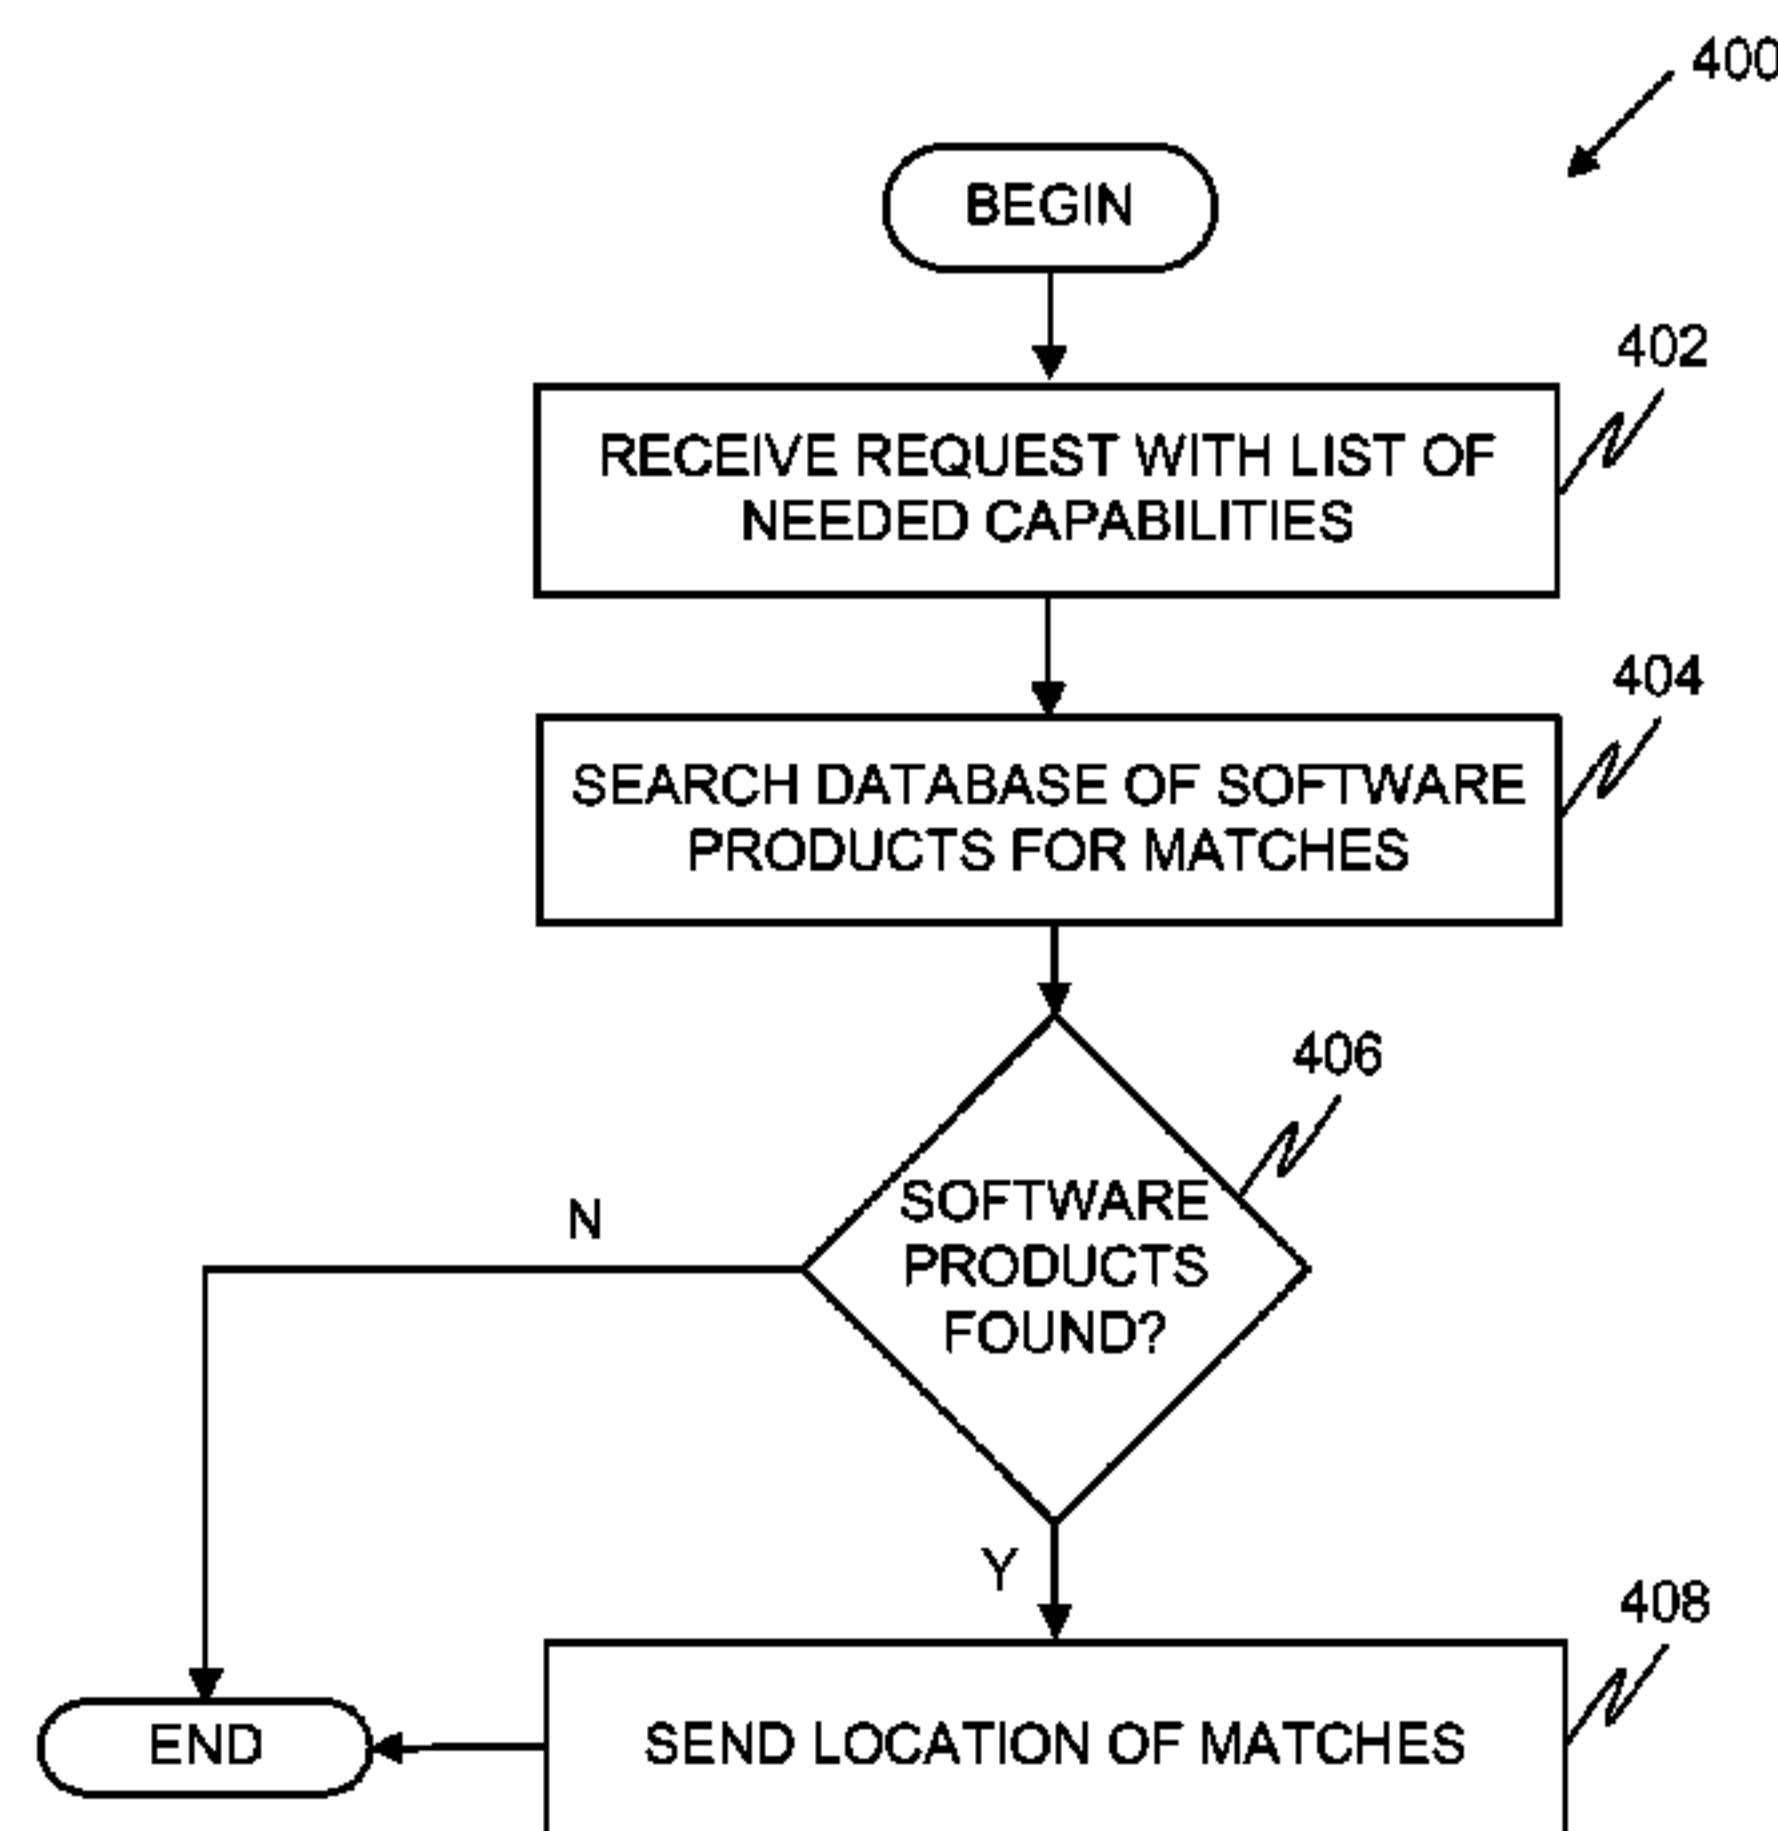 400
BEGIN
402
RECEIVE REQUEST WITH LIST OF
NEEDED CAPABILITIES
404
SEARCH DATABASE OF SOFTWARE
PRODUCTS FOR MATCHES
406
SOFTWARE
PRODUCTS
FOUND?
N
Y
408
SEND LOCATION OF MATCHES
END